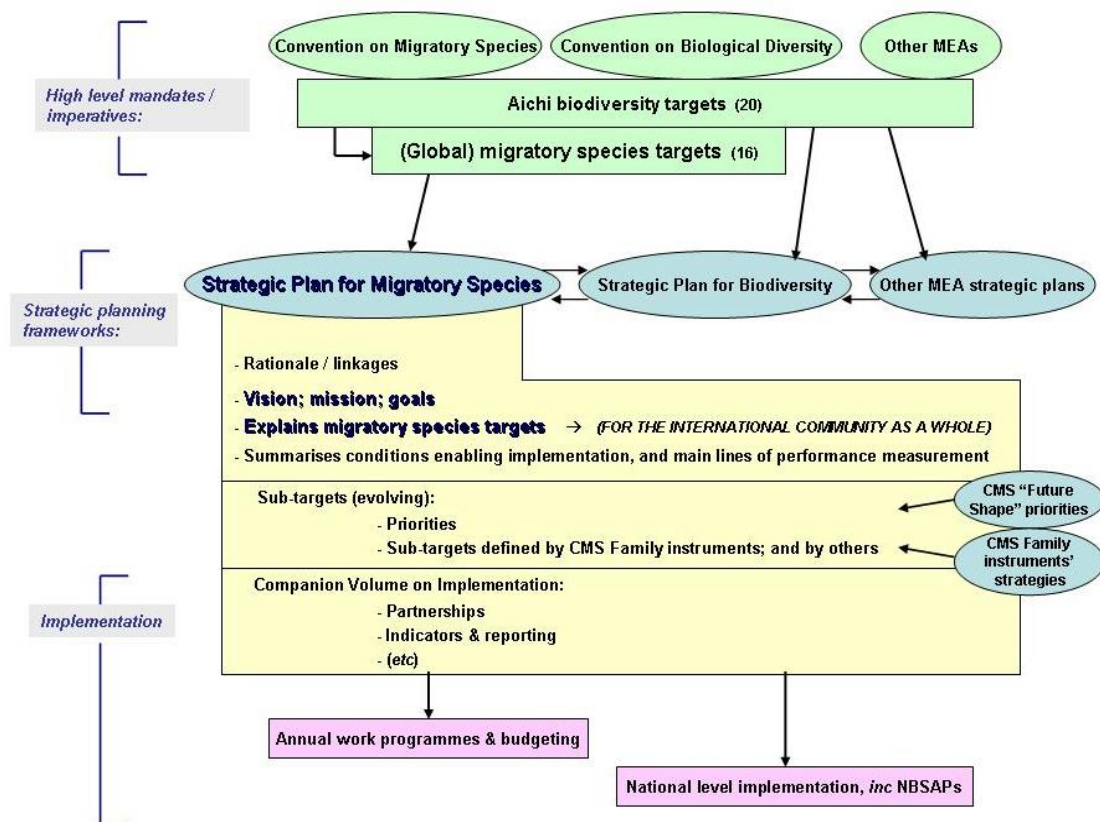 Convention on Migratory Species
Convention on Biological Diversity
Other MEAs
High level mandates /
imperatives:
Aichi biodiversity targets (20)
(Global) migratory species targets (16)
Strategic Plan for Migratory Species
Strategic Plan for Biodiversity
Other MEA strategic plans
Strategic planning
frameworks:
- Rationale / linkages
- Vision; mission; goals
- Explains migratory species targets → (FOR THE INTERNATIONAL COMMUNITY AS A WHOLE)
- Summarises conditions enabling implementation, and main lines of performance measurement
Sub-targets (evolving):
- Priorities
- Sub-targets defined by CMS Family instruments; and by others
CMS “Future
Shape” priorities
CMS Family
instruments’
strategies
Implementation
Companion Volume on Implementation:
- Partnerships
- Indicators & reporting
- (etc)
Annual work programmes & budgeting
National level implementation, inc NBSAPs